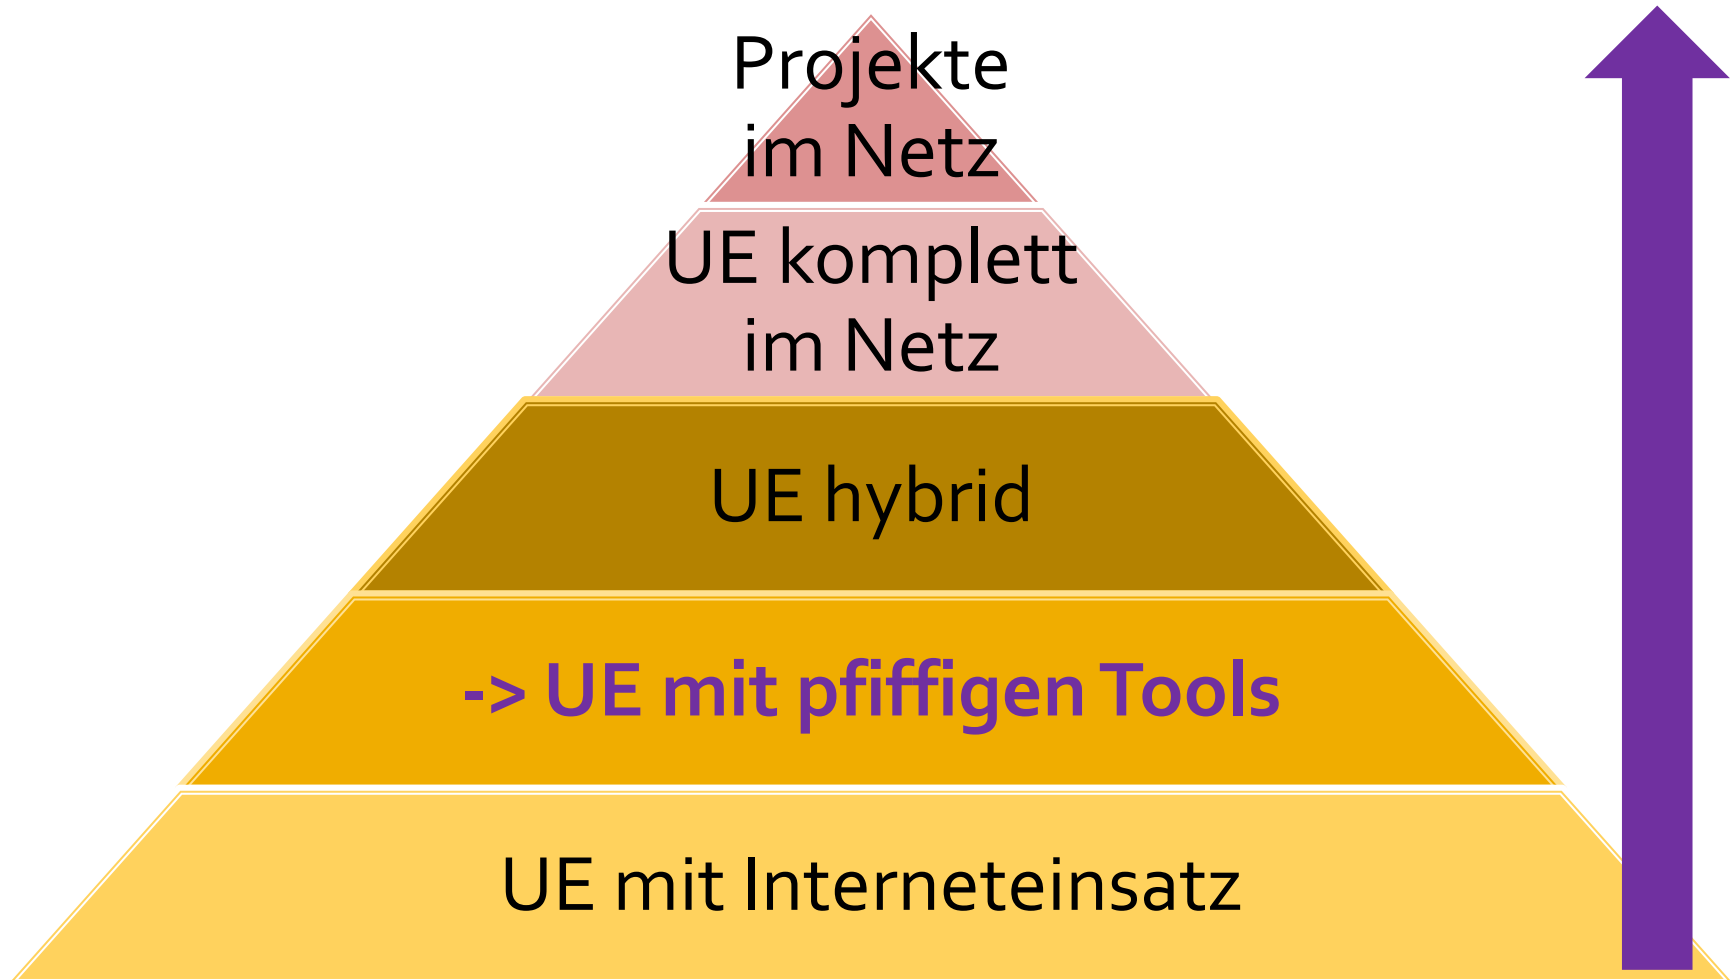 Projekte
im Netz
UE komplett
im Netz
UE hybrid
-> UE mit pfiffigen Tools
UE mit Interneteinsatz